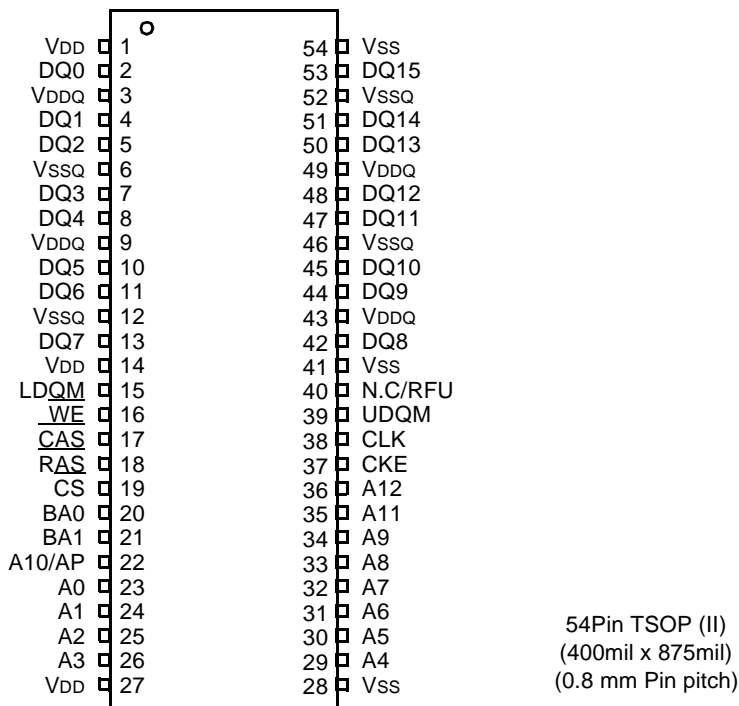 VDD 1 54 VSS
DQ0 2 53 DQ15
VDDQ 3 52 VSSQ
DQ1 4 51 DQ14
DQ2 5 50 DQ13
VSSQ 6 49 VDDQ
DQ3 7 48 DQ12
DQ4 8 47 DQ11
VDDQ 9 46 VSSQ
DQ5 10 45 DQ10
DQ6 11 44 DQ9
VSSQ 12 43 VDDQ
DQ7 13 42 DQ8
VDD 14 41 VSS
LDQM 15 40 N.C/RFU
WE 16 39 UDQM
CAS 17 38 CLK
RAS 18 37 CKE
CS 19 36 A12
BA0 20 35 A11
BA1 21 34 A9
A10/AP 22 33 A8
A0 23 32 A7
A1 24 31 A6
A2 25 30 A5
A3 26 29 A4
VDD 27 28 VSS
54Pin TSOP (II)
(400mil x 875mil)
(0.8 mm Pin pitch)